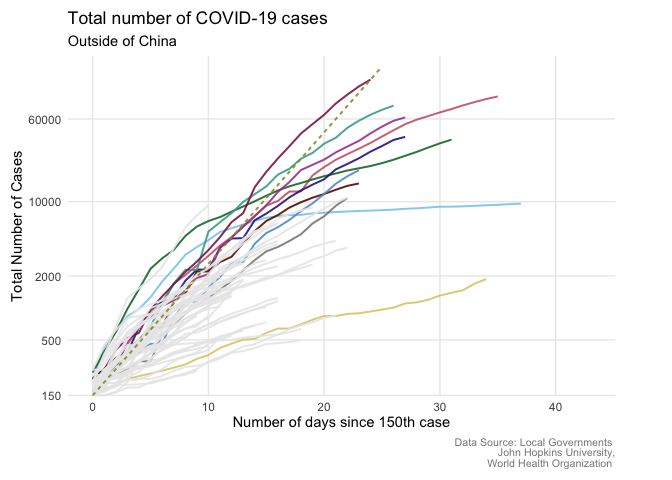 Total number of COVID-19 cases
Outside of China
Total Number of Cases
60000
10000
2000
500
150
0
10
20
30
40
Number of days since 150th case
Data Source: Local Governments
John Hopkins University,
World Health Organization